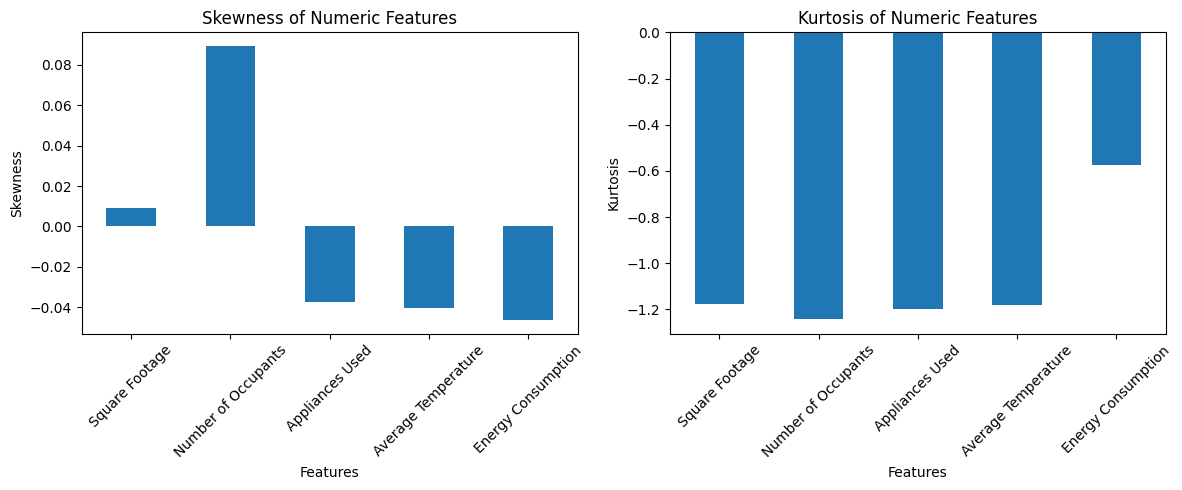 Skewness of Numeric Features
0.08
0.06
0.04
0.02
0.00
−0.02
−0.04
Skewness
Square Footage
Number of Occupants
Appliances Used
Average Temperature
Energy Consumption
Features
Kurtosis of Numeric Features
0.0
−0.2
−0.4
−0.6
−0.8
−1.0
−1.2
Kurtosis
Square Footage
Number of Occupants
Appliances Used
Average Temperature
Energy Consumption
Features